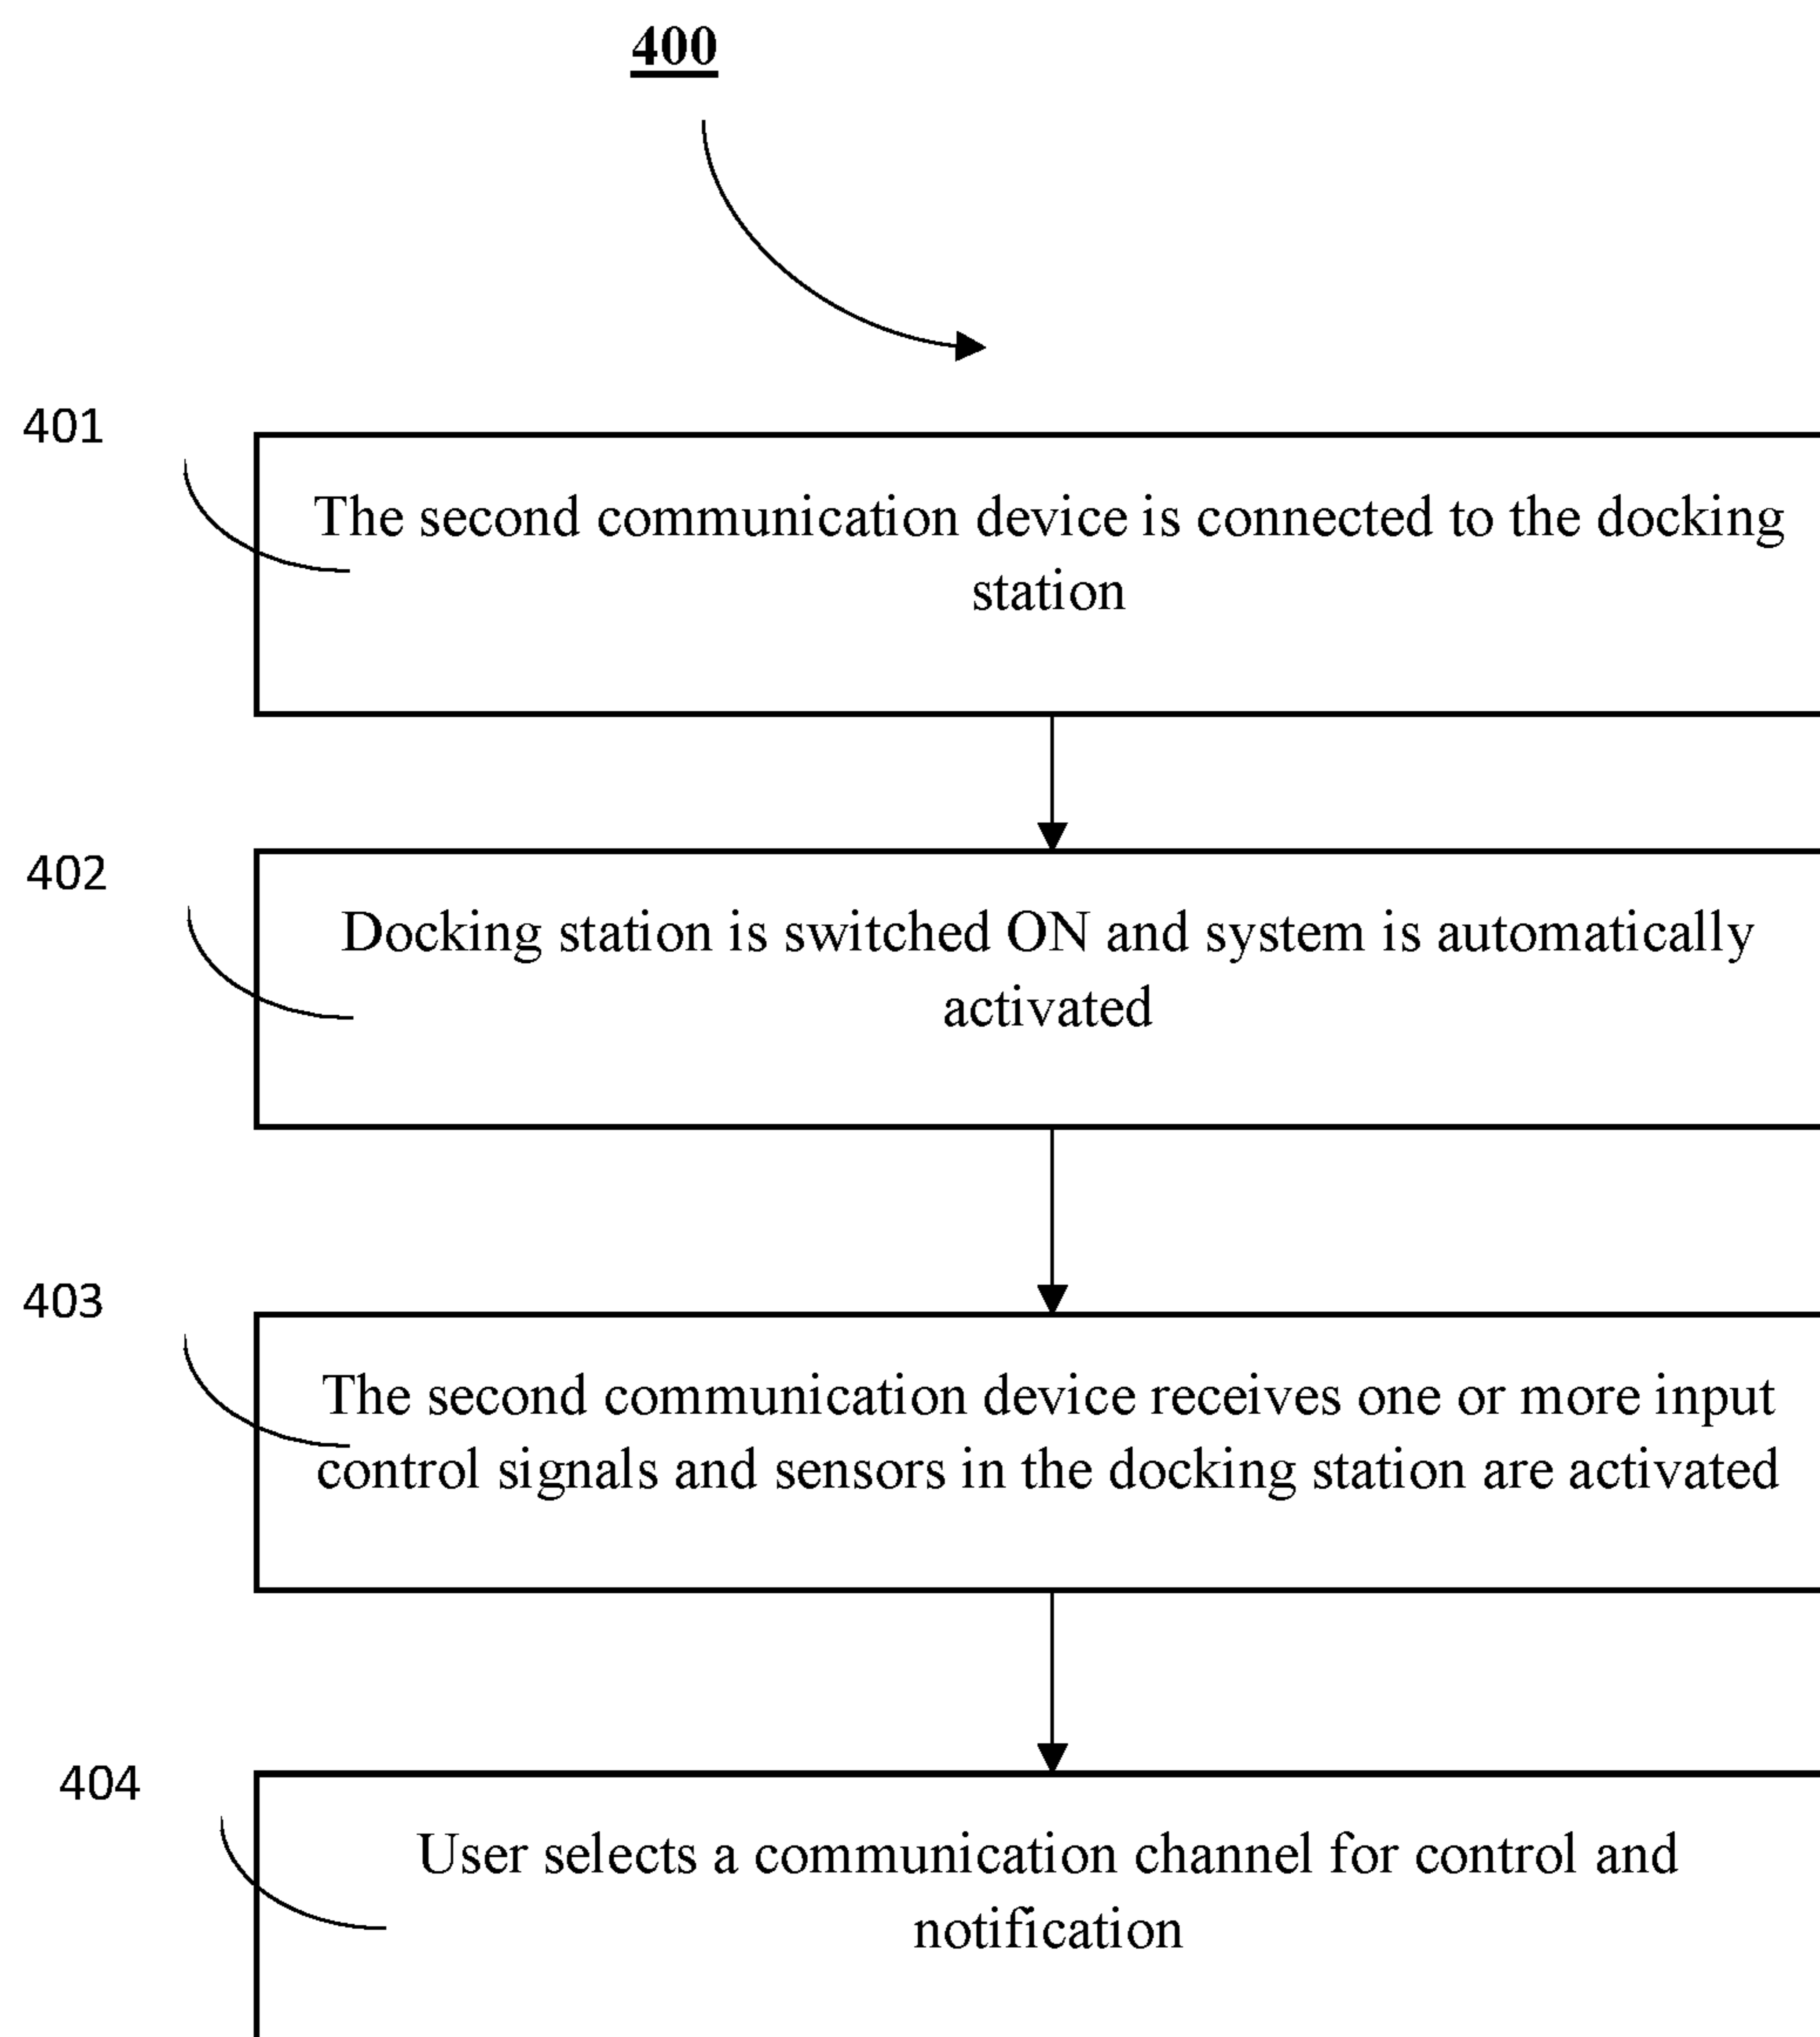 400
401
The second communication device is connected to the docking
station
402
Docking station is switched ON and system is automatically
activated
403
The second communication device receives one or more input
control signals and sensors in the docking station are activated
404
User selects a communication channel for control and
notification